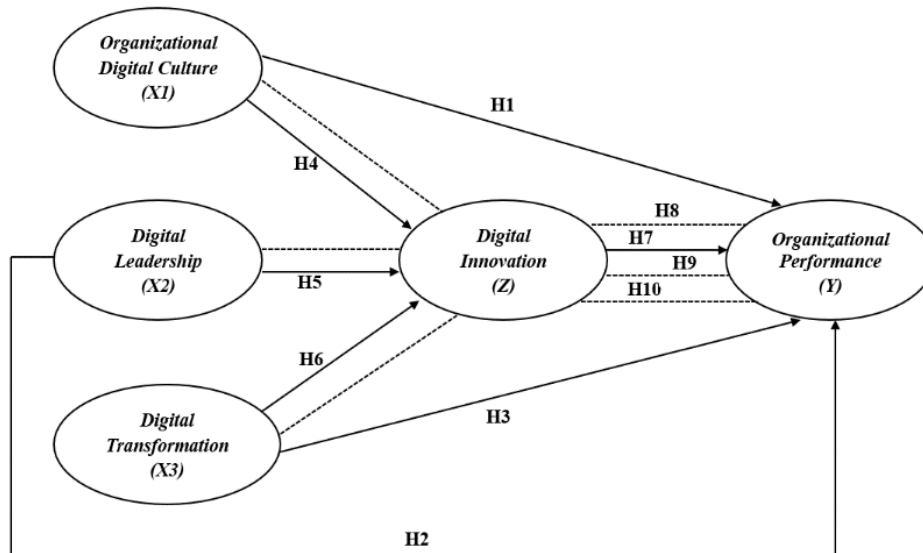 Organizational
Digital Culture
(X1)
H1
H4
Digital
Leadership
(X2)
H5
Digital
Innovation
(Z)
H8
H7
H9
H10
Organizational
Performance
(Y)
H6
Digital
Transformation
(X3)
H3
H2